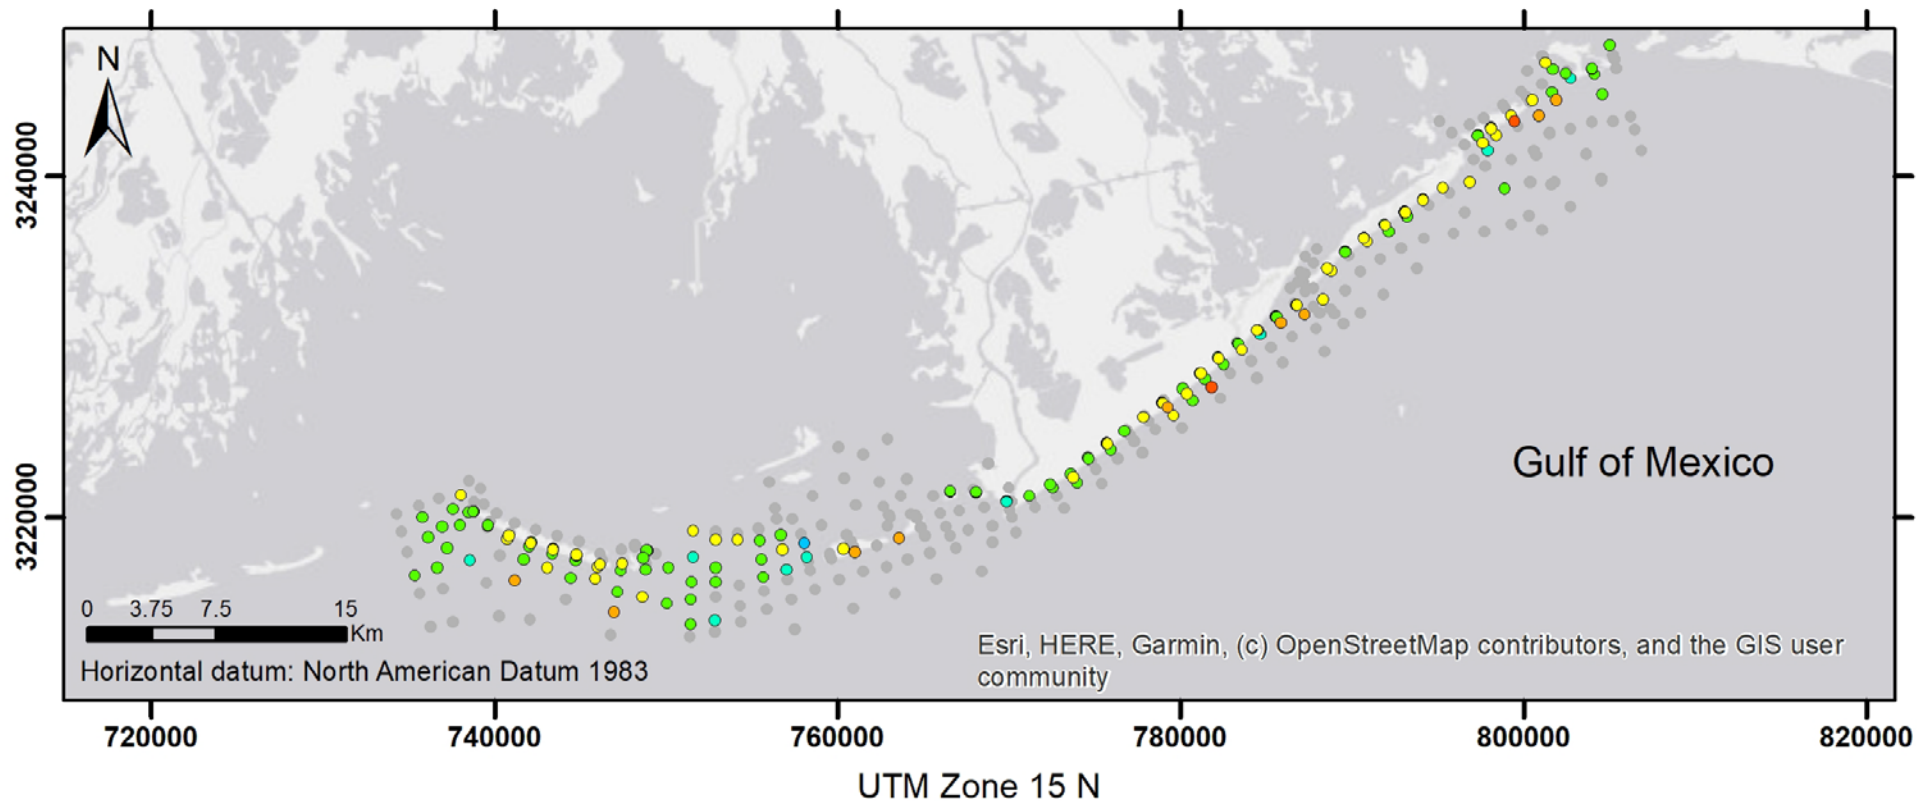 N
3240000
3220000
0 3.75 7.5 15
Km
Horizontal datum: North American Datum 1983
Gulf of Mexico
Esri, HERE, Garmin, (c) OpenStreetMap contributors, and the GIS user
community
720000 740000 760000 780000 800000 820000
UTM Zone 15 N